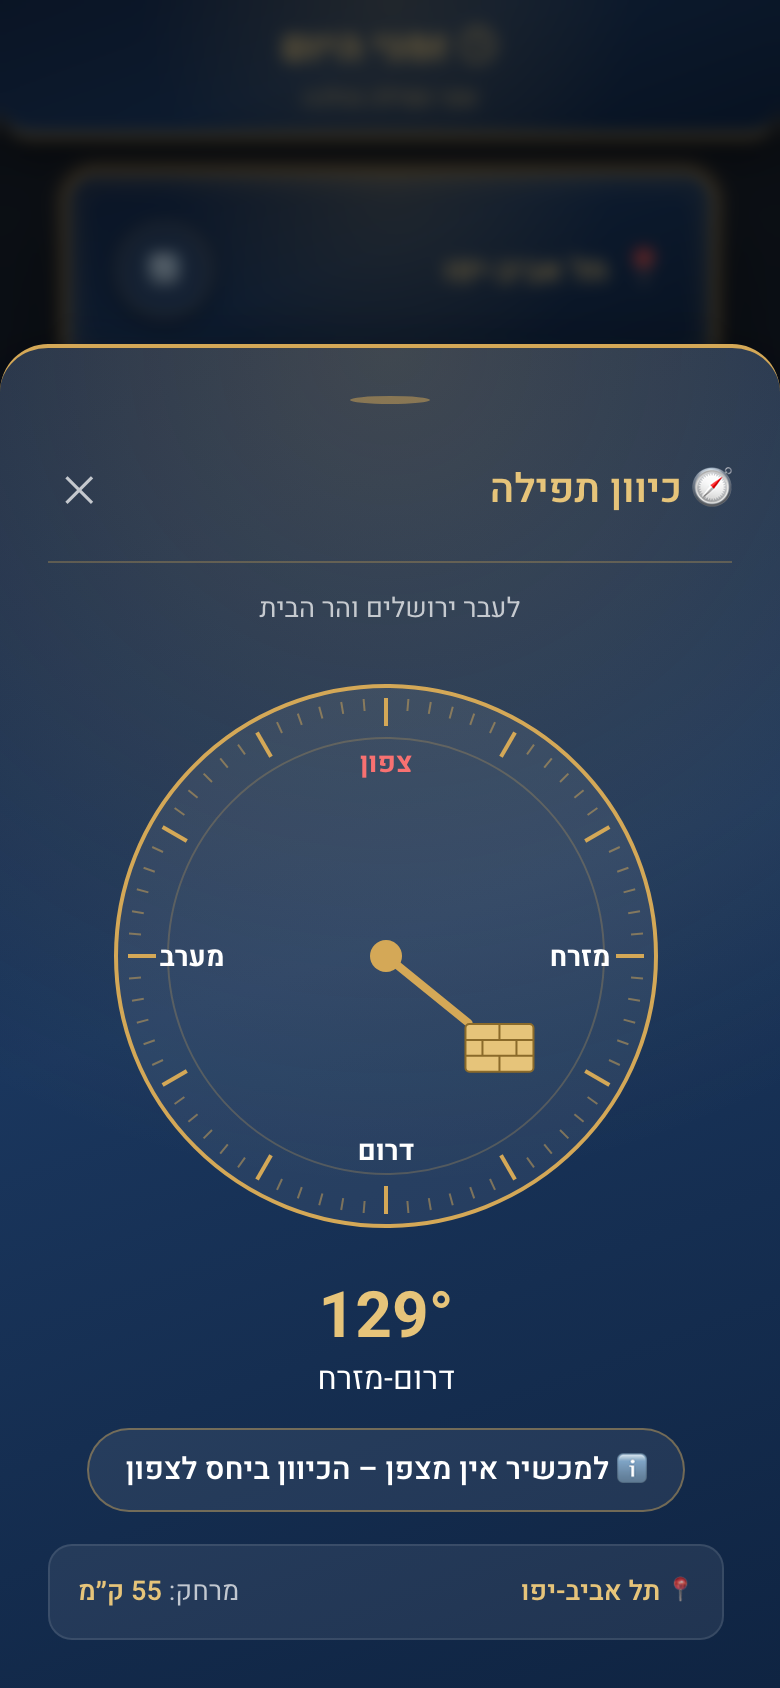 כיוון תפילה
לעבר ירושלים והר הבית
צפון
מזרח
מערב
דרום
129°
דרום-מזרח
למכשיר אין מצפן – הכיוון ביחס לצפון
תל אביב-יפו
מרחק: 55 ק״מ